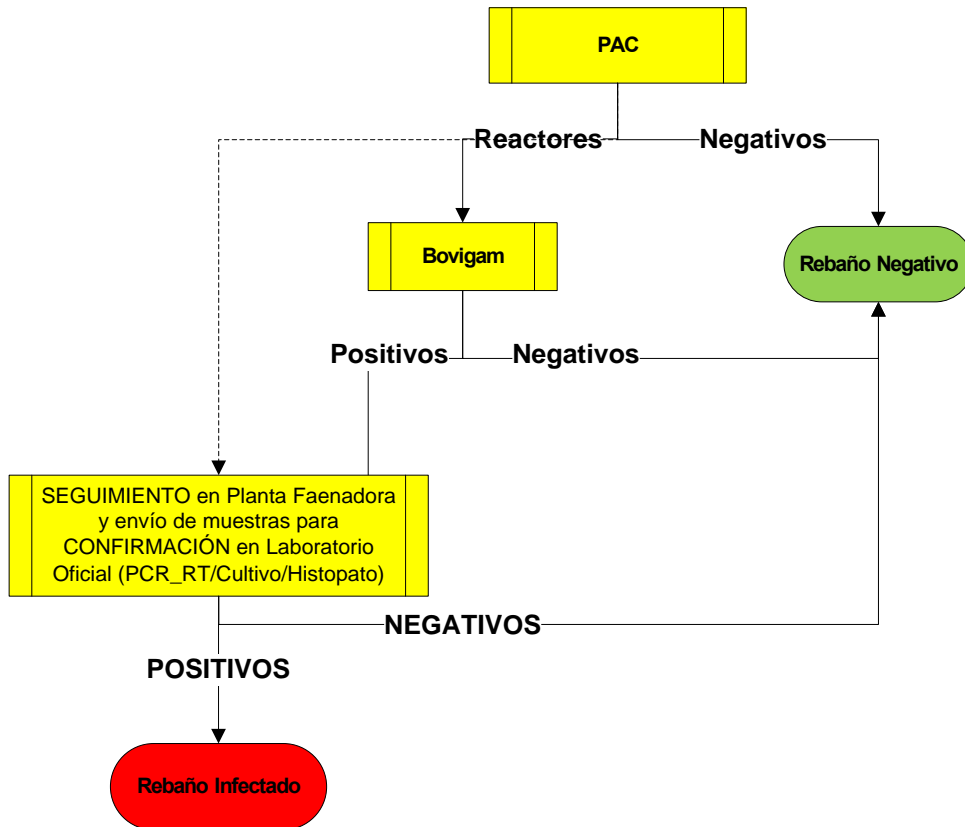 PAC
Reactores
Negativos
Bovigam
Rebaño Negativo
Positivos
Negativos
SEGUIMIENTO en Planta Faenadora
y envío de muestras para
CONFIRMACIÓN en Laboratorio
Oficial (PCR_RT/Cultivo/Histopato)
NEGATIVOS
POSITIVOS
Rebaño Infectado